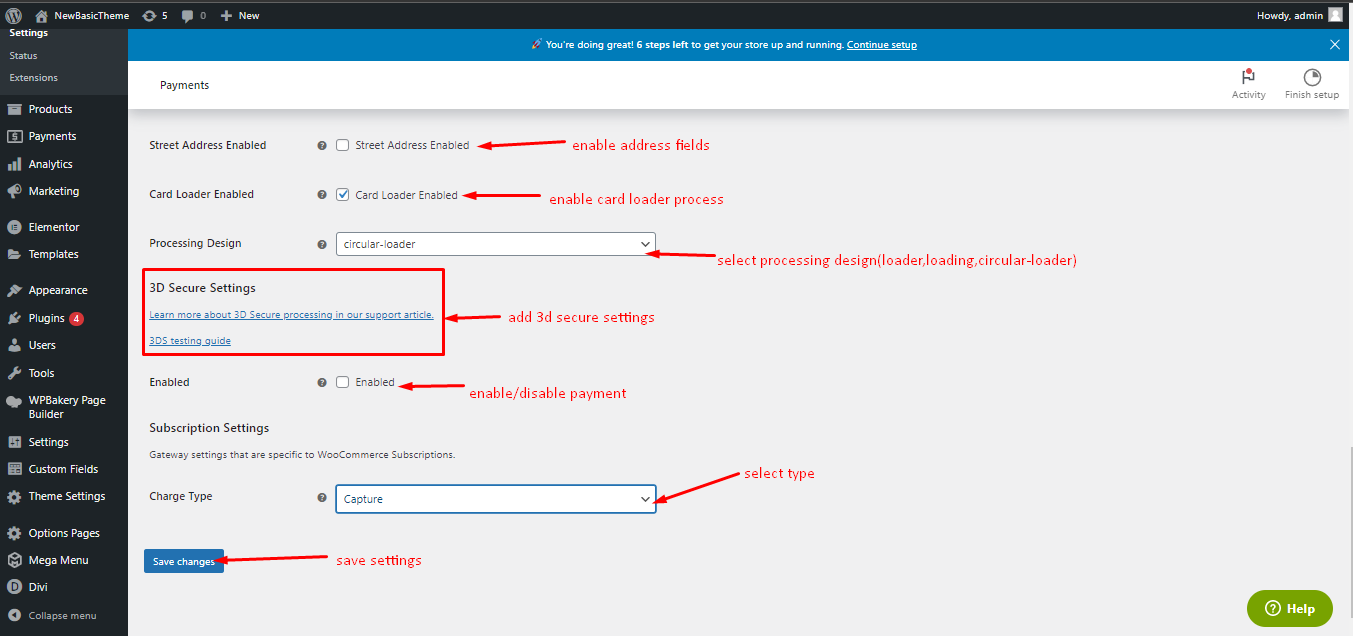 NewBasicTheme 5 0 New Howdy, admin
Settings
Status
Extensions
Products
Payments
Analytics
Marketing
Elementor
Templates
Appearance
Plugins 4
Users
Tools
WPBakery Page
Builder
Settings
Custom Fields
Theme Settings
Options Pages
Mega Menu
Divi
Collapse menu
You're doing great! 6 steps left to get your store up and running. Continue setup
Payments
Activity
Finish setup
Street Address Enabled Street Address Enabled enable address fields
Card Loader Enabled Card Loader Enabled enable card loader process
Processing Design circular-loader
select processing design(loader,loading,circular-loader)
3D Secure Settings
Learn more about 3D Secure processing in our support article.
add 3d secure settings
3DS testing guide
Enabled Enabled
enable/disable payment
Subscription Settings
Gateway settings that are specific to WooCommerce Subscriptions.
select type
Charge Type Capture
Save changes save settings
Help